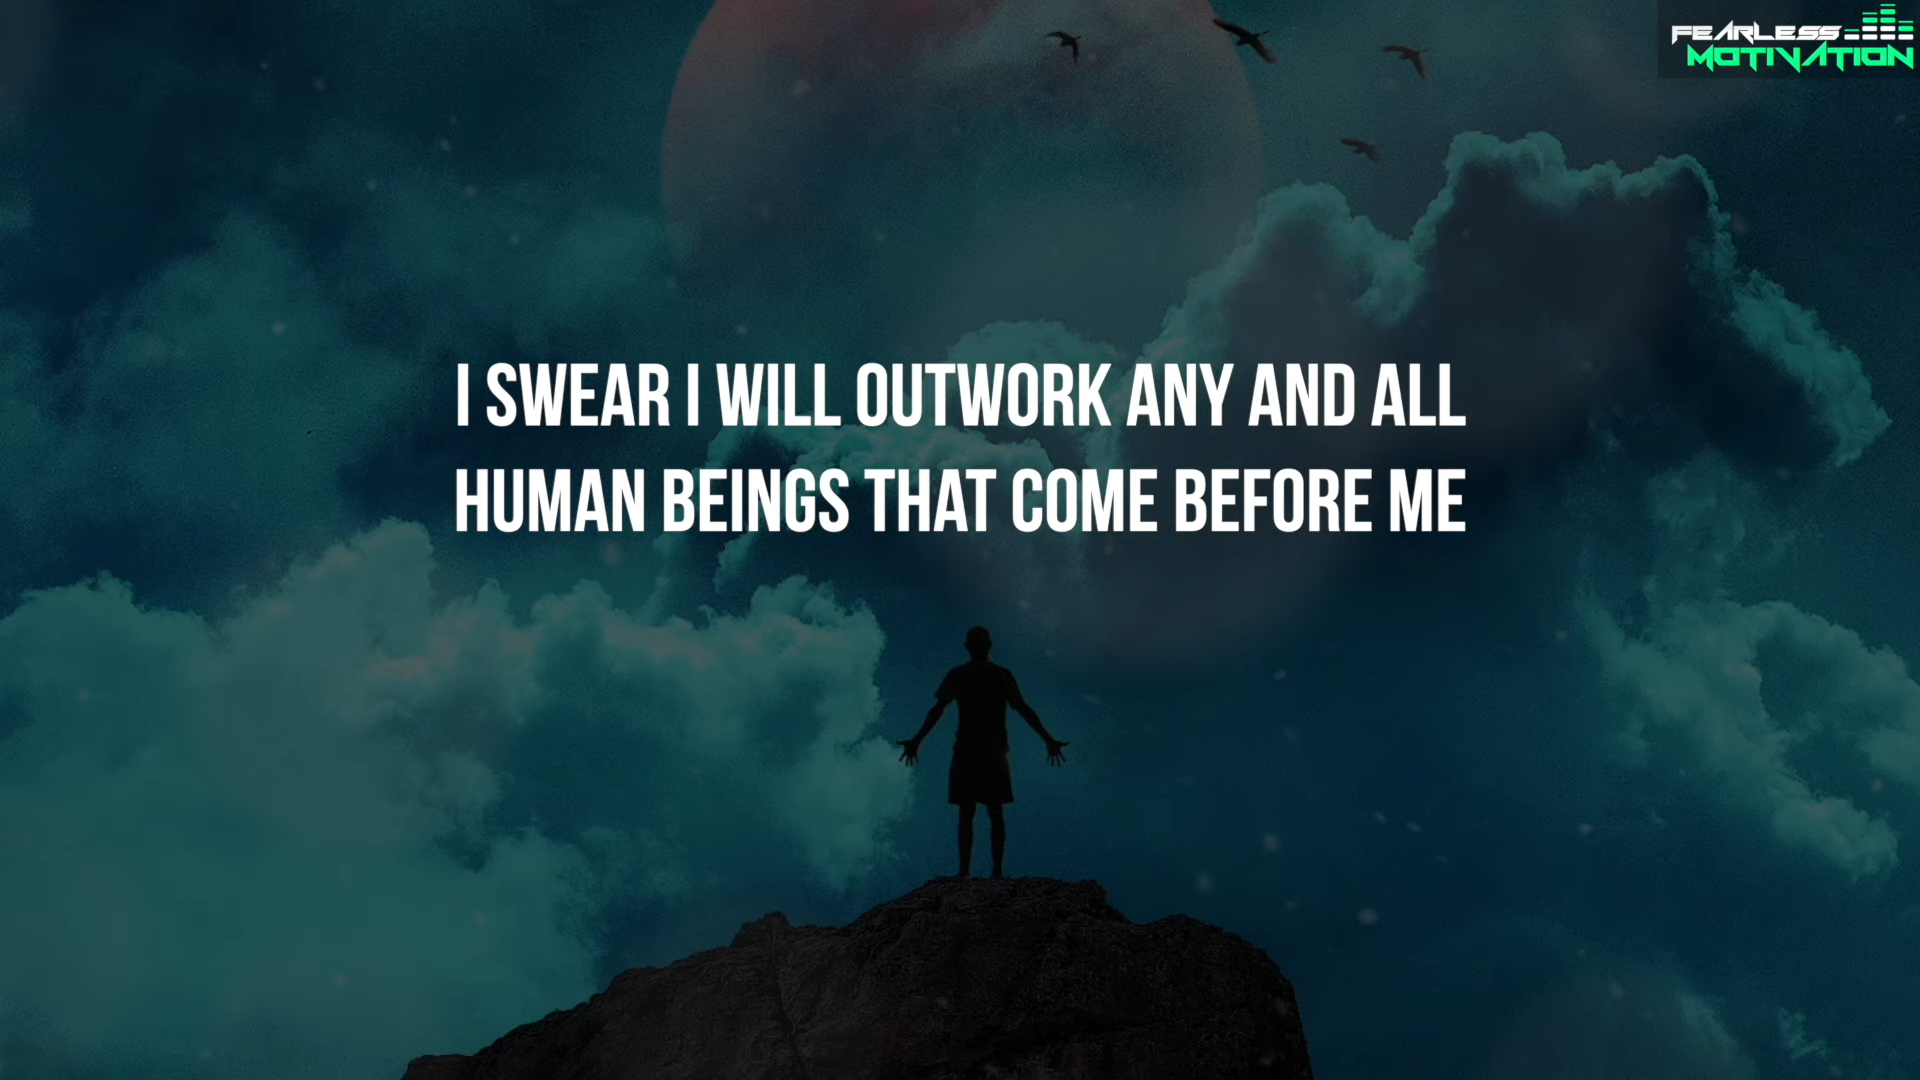 FEARLESS
MOTIVATION
I SWEAR I WILL OUTWORK ANY AND ALL
HUMAN BEINGS THAT COME BEFORE ME